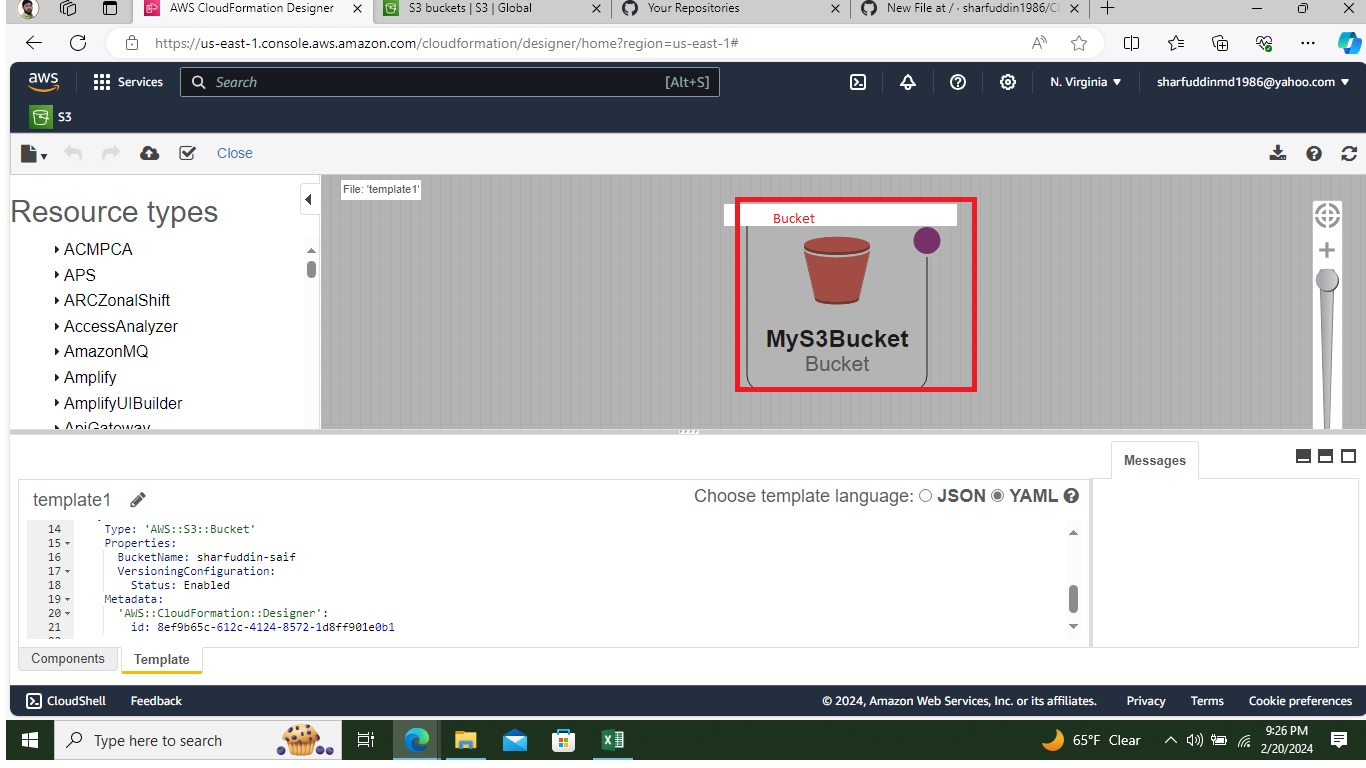 AWS CloudFormation Designer
S3 buckets | S3 | Global
Your Repositories
New File at / · sharfuddin1986/Cl
https://us-east-1.console.aws.amazon.com/cloudformation/designer/home?region=us-east-1#
aws
Services
Search
[Alt+S]
N. Virginia
sharfuddinmd1986@yahoo.com
S3
Close
Resource types
ACMPCA
APS
ARCZonalShift
AccessAnalyzer
AmazonMQ
Amplify
AmplifyUIBuilder
ApiGateway
File: 'template1'
Bucket
MyS3Bucket
Bucket
Messages
template1
Choose template language: JSON YAML
14 Type: 'AWS::S3::Bucket'
15 Properties:
16 BucketName: sharfuddin-saif
17 VersioningConfiguration:
18 Status: Enabled
19 Metadata:
20 'AWS::CloudFormation::Designer':
21 id: 8ef9b65c-612c-4124-8572-1d8ff901e0b1
Components
Template
CloudShell
Feedback
© 2024, Amazon Web Services, Inc. or its affiliates.
Privacy
Terms
Cookie preferences
Type here to search
65°F Clear
9:26 PM
2/20/2024